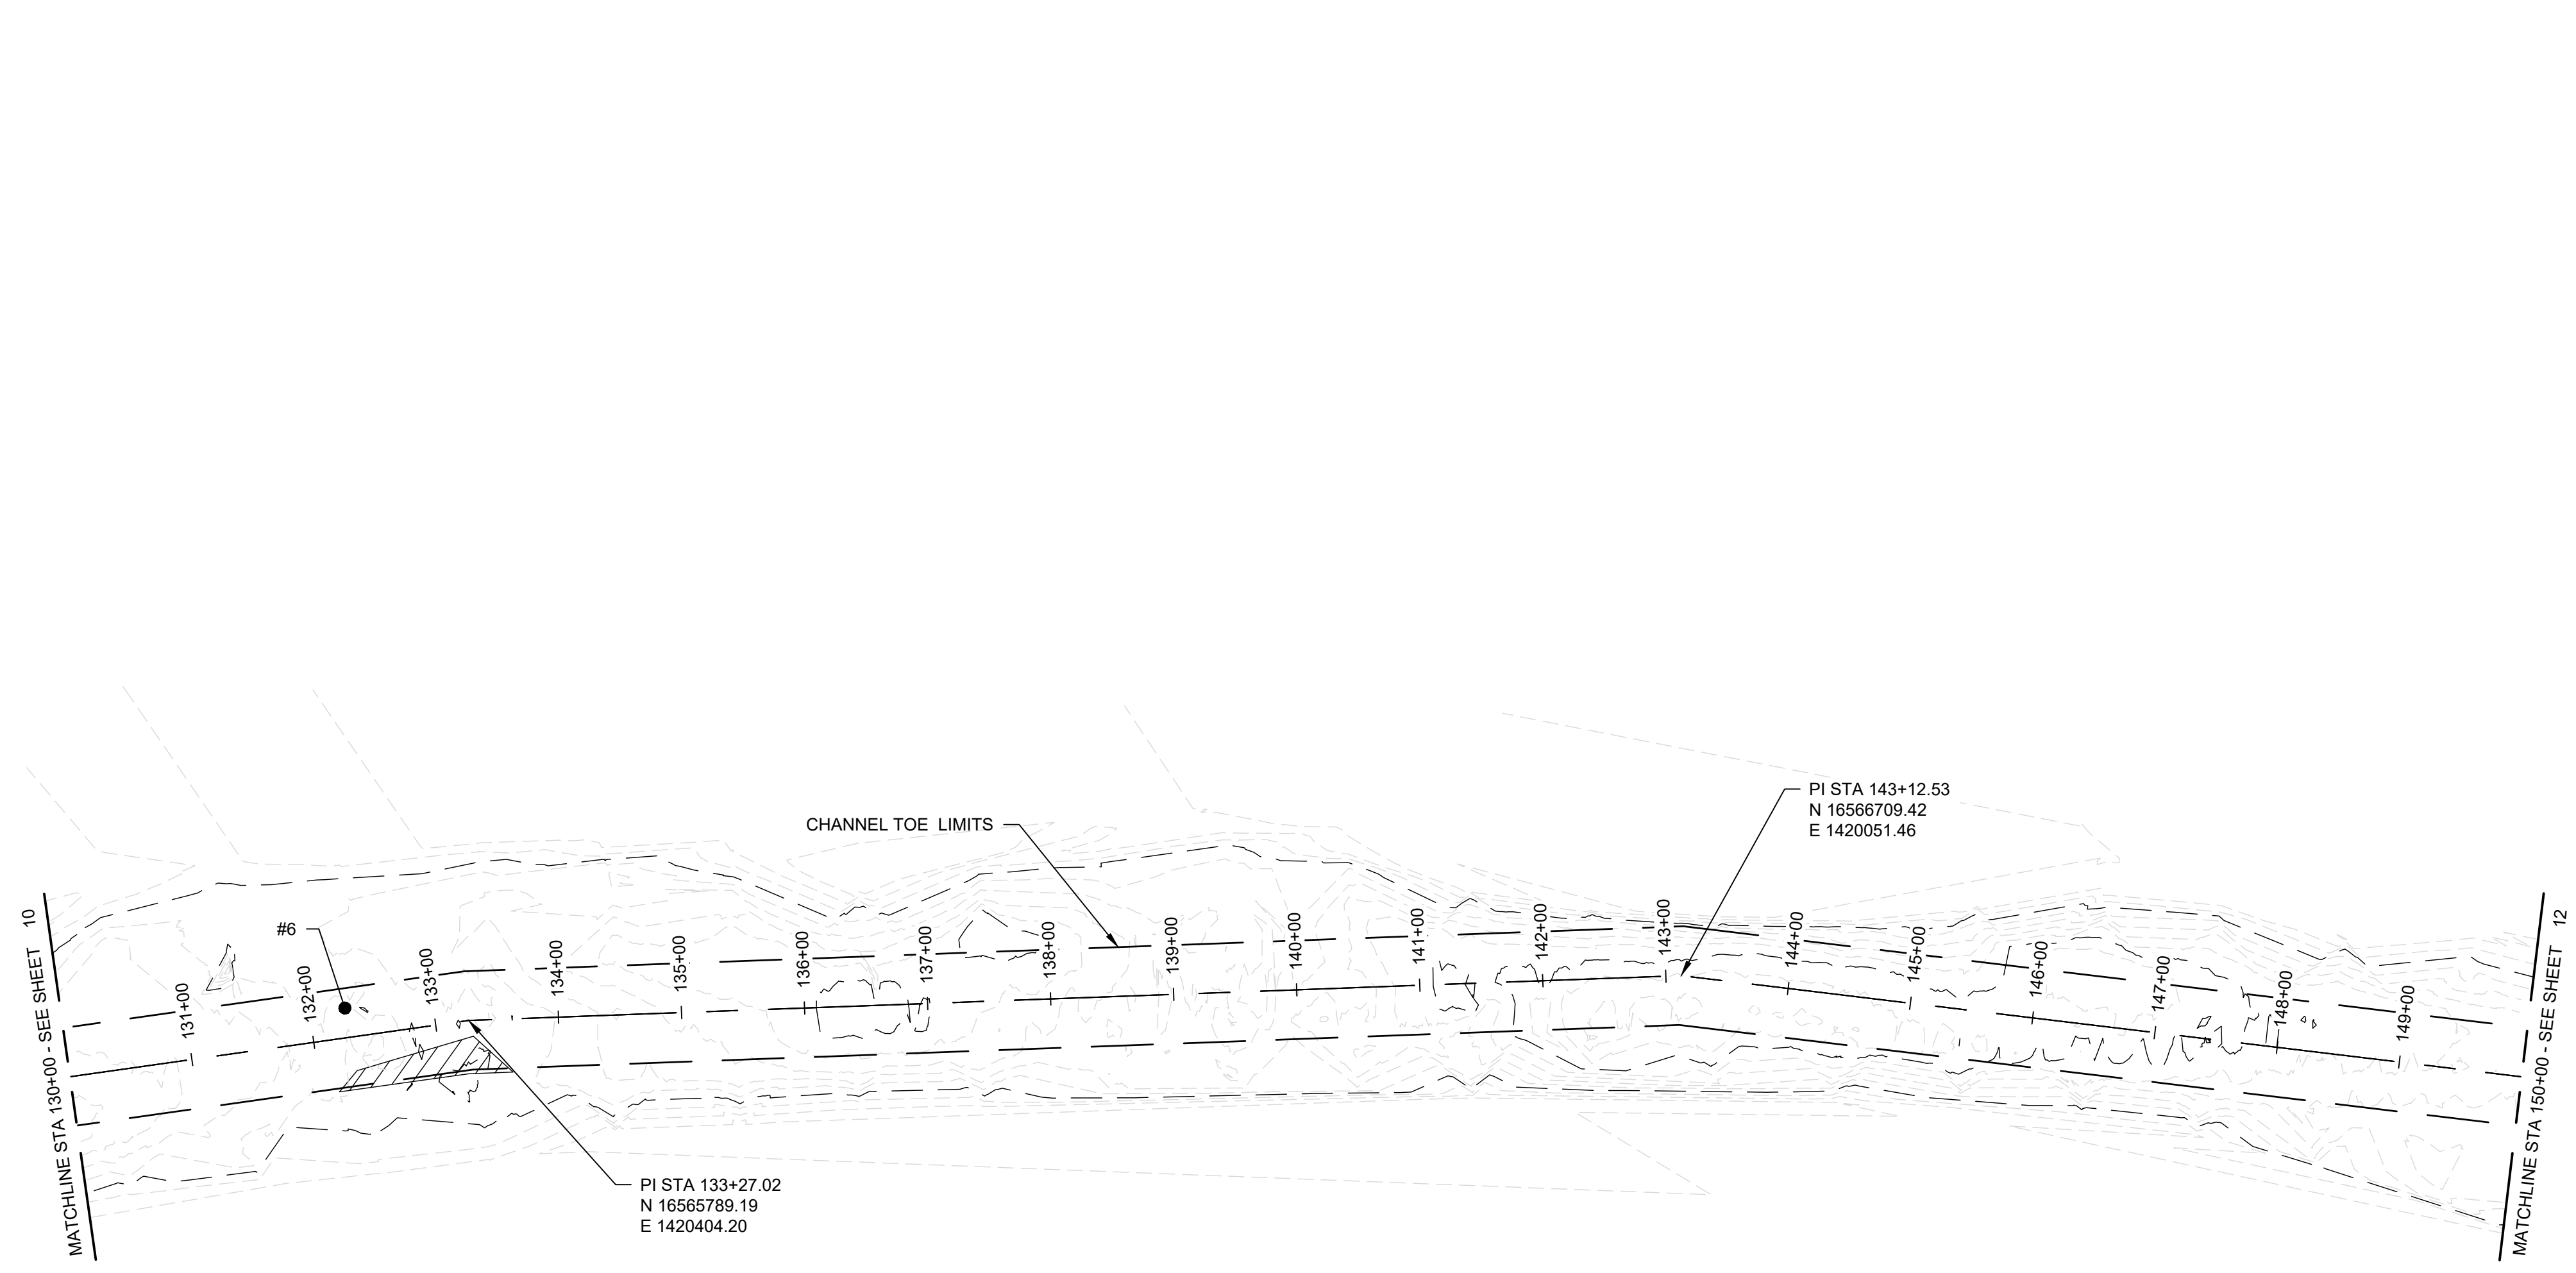 PI STA 143+12.53
N 16566709.42
E 1420051.46
CHANNEL TOE LIMITS
#6
MATCHLINE STA 130+00 - SEE SHEET 10
131+00
132+00
133+00
134+00
135+00
136+00
137+00
138+00
139+00
140+00
141+00
142+00
143+00
144+00
145+00
146+00
147+00
148+00
149+00
MATCHLINE STA 150+00 - SEE SHEET 12
PI STA 133+27.02
N 16565789.19
E 1420404.20